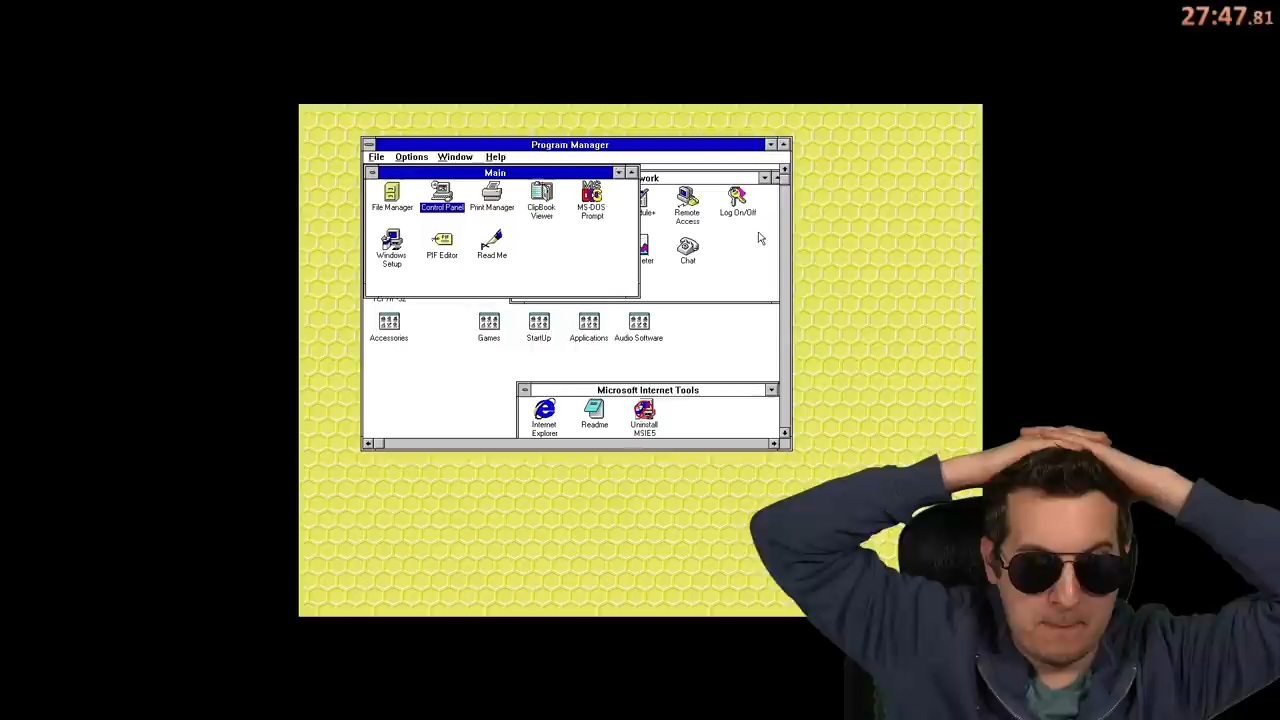 27:47.81
Program Manager
File Options Window Help
Main
work
File Manager
Control Panel
Print Manager
ClipBook
Viewer
MS-DOS
Prompt
Remote
Access
Log On/Off
Windows
Setup
PIF Editor
Read Me
Chat
Accessories
Games
StartUp
Applications
Audio Software
Microsoft Internet Tools
Internet
Explorer
Readme
Uninstall
MSIE5